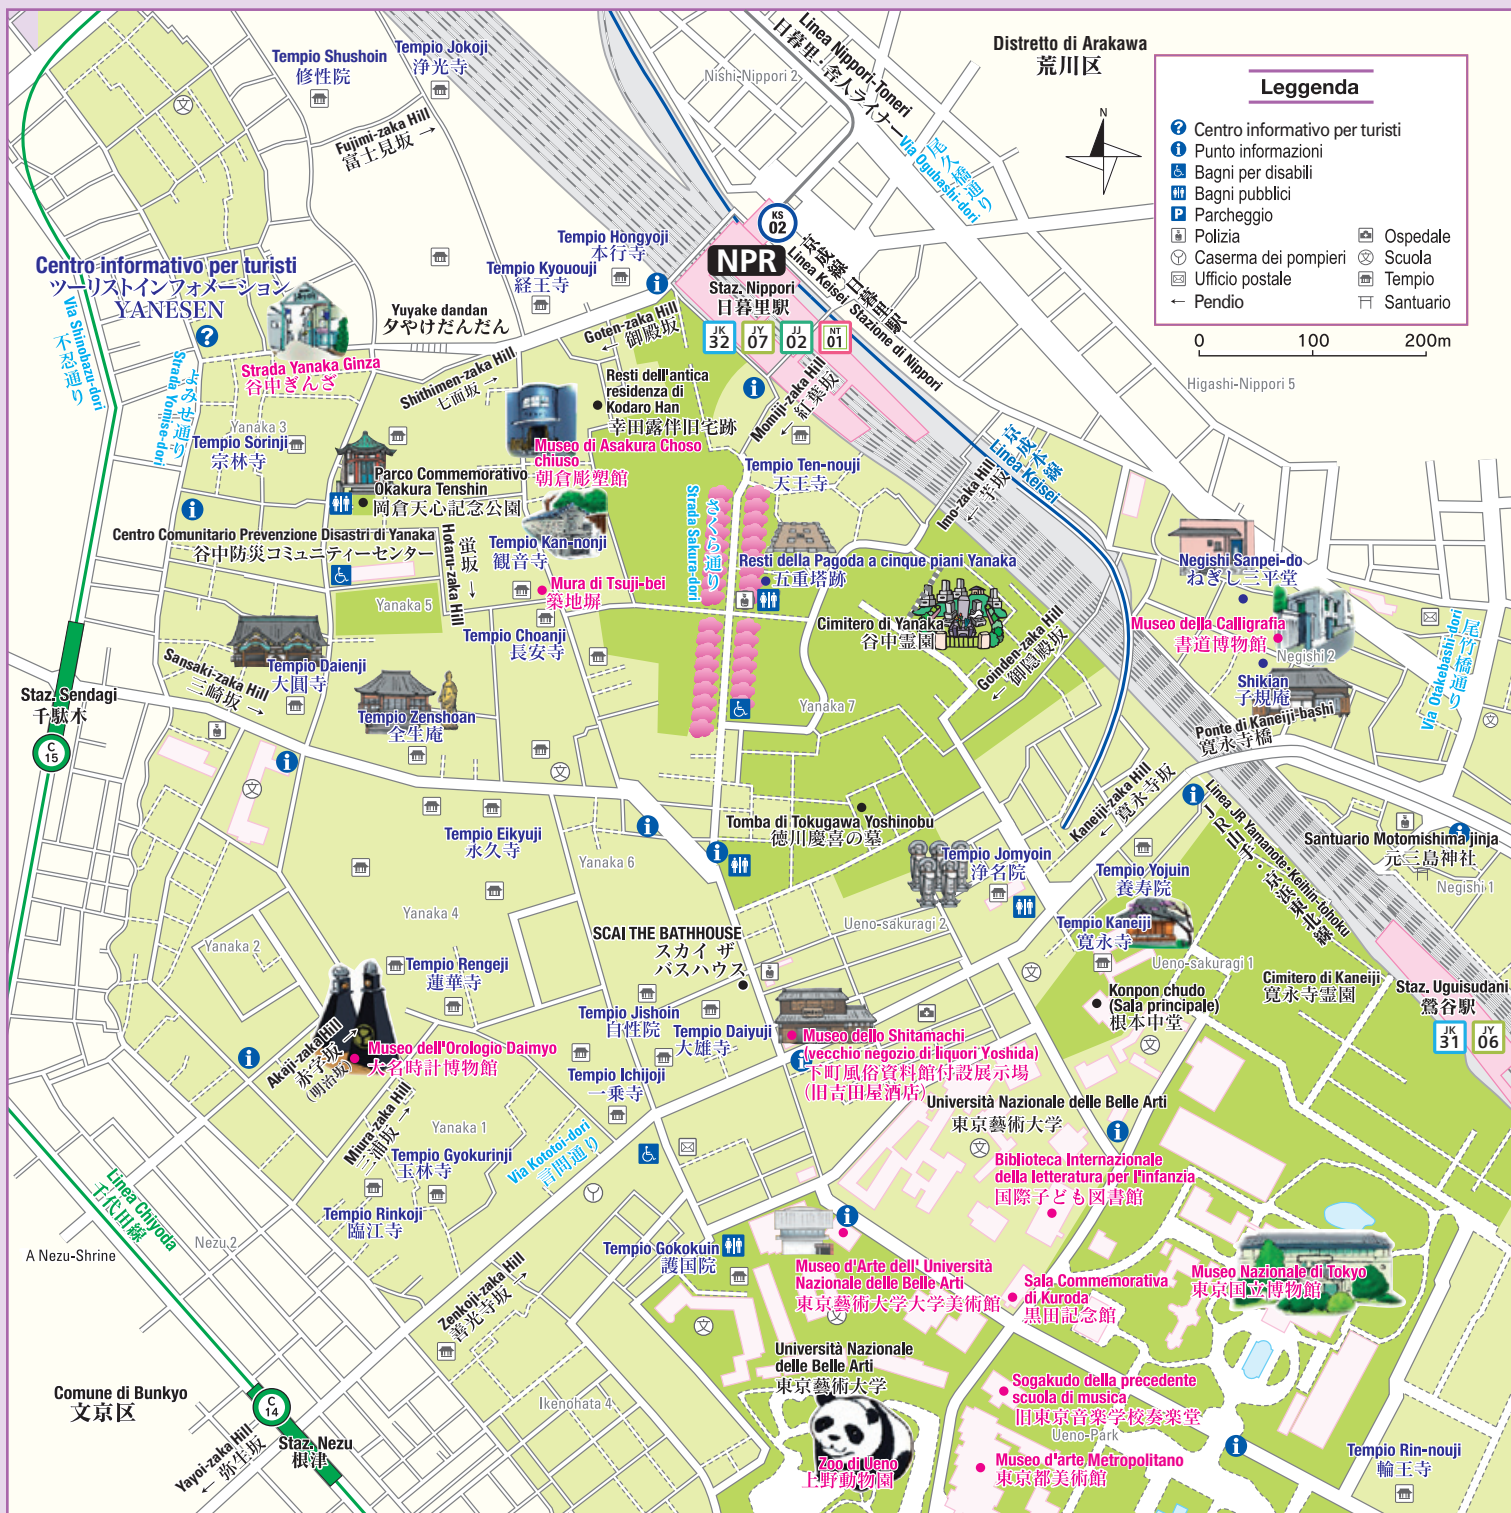 Tempio Shushoin
修性院
Tempio Jokoji
浄光寺
Fujimi-zaka Hill →
富士見坂
Nishi-Nippori 2
Linea Nippori-Toneri
日暮里・舎人ライナー
Via Ogubashi-dori
尾久橋通り
Distretto di Arakawa
荒川区
Leggenda
Centro informativo per turisti
Punto informazioni
Bagni per disabili
Bagni pubblici
P Parcheggio
Polizia
Caserma dei pompieri
Ufficio postale
← Pendio
Ospedale
Scuola
Tempio
Santuario
N
0 100 200m
Higashi-Nippori 5
KS
02
NPR
Staz. Nippori
日暮里駅
JK
32
JY
07
JJ
02
NT
01
京成線日暮里駅
Linea Keisei Stazione di Nippori
Tempio Hongyoji
本行寺
Tempio Kyououji
経王寺
Centro informativo per turisti
ツーリストインフォメーション
YANESEN
Via Shinobazu-dori
不忍通り
Strada Yomise-dori
よみせ通り
Yuyake dandan
夕やけだんだん
Strada Yanaka Ginza
谷中ぎんざ
Goten-zaka Hill
御殿坂
Shithimen-zaka Hill
七面坂
Resti dell'antica
residenza di
Kodaro Han
幸田露伴旧宅跡
Momiji-zaka Hill
紅葉坂
Yanaka 3
Tempio Sorinji
宗林寺
Museo di Asakura Choso
chiuso
朝倉彫塑館
Parco Commemorativo
Okakura Tenshin
岡倉天心記念公園
Tempio Ten-nouji
天王寺
Linea Keisei
京成本線
Imo-zaka Hill
芋坂
Centro Comunitario Prevenzione Disastri di Yanaka
谷中防災コミュニティーセンター
Hotaru-zaka Hill
蛍坂
Tempio Kan-nonji
観音寺
Strada Sakura-dori
さくら通り
Resti della Pagoda a cinque piani Yanaka
五重塔跡
Mura di Tsuji-bei
築地塀
Yanaka 5
Cimitero di Yanaka
谷中霊園
Goinden-zaka Hill
御隠殿坂
Negishi Sanpei-do
ねぎし三平堂
Museo della Calligrafia
書道博物館
Negishi 2
Shikian
子規庵
Via Otakebashi-dori
尾竹橋通り
Tempio Choanji
長安寺
Sansaki-zaka Hill
三崎坂
Tempio Daienji
大圓寺
Staz. Sendagi
千駄木
C
15
Tempio Zenshoan
全生庵
Yanaka 7
Ponte di Kaneiji-bashi
寛永寺橋
Kaneiji-zaka Hill
寛永寺坂
Linea JR Yamanote-Keihin-tohoku
JR山手・京浜東北線
Tomba di Tokugawa Yoshinobu
徳川慶喜の墓
Tempio Eikyuji
永久寺
Yanaka 6
Tempio Jomyoin
浄名院
Santuario Motomishima jinja
元三島神社
Negishi 1
Tempio Yojuin
養寿院
Yanaka 4
Ueno-sakuragi 2
Tempio Kaneiji
寛永寺
Yanaka 2
SCAI THE BATHHOUSE
スカイ ザ
バスハウス
Ueno-sakuragi 1
Tempio Rengeji
蓮華寺
Konpon chudo
(Sala principale)
根本中堂
Cimitero di Kaneiji
寛永寺霊園
Staz. Uguisudani
鶯谷駅
JK
31
JY
06
Tempio Jishoin
自性院
Tempio Daiyuji
大雄寺
Akaji-zaka Hill
赤字坂
(明治坂)
Museo dell'Orologio Daimyo
大名時計博物館
Museo dello Shitamachi
(vecchio negozio di liquori Yoshida)
下町風俗資料館付設展示場
(旧吉田屋酒店)
Tempio Ichijoji
一乗寺
Università Nazionale delle Belle Arti
東京藝術大学
Miura-zaka Hill
三浦坂
Yanaka 1
Via Kototoi-dori
言問通り
Tempio Gyokurinji
玉林寺
Biblioteca Internazionale
della letteratura per l'infanzia
国際子ども図書館
Linea Chiyoda
千代田線
Tempio Rinkoji
臨江寺
A Nezu-Shrine
Nezu 2
Tempio Gokokuin
護国院
Museo d'Arte dell' Università
Nazionale delle Belle Arti
東京藝術大学大学美術館
Sala Commemorativa
di Kuroda
黒田記念館
Museo Nazionale di Tokyo
東京国立博物館
Zenkoji-zaka Hill
善光寺坂
Università Nazionale
delle Belle Arti
東京藝術大学
Sogakudo della precedente
scuola di musica
旧東京音楽学校奏楽堂
Ueno-Park
Comune di Bunkyo
文京区
C
14
Staz. Nezu
根津
Yayoi-zaka Hill
弥生坂
Ikenohata 4
Zoo di Ueno
上野動物園
Museo d'arte Metropolitano
東京都美術館
Tempio Rin-nouji
輪王寺